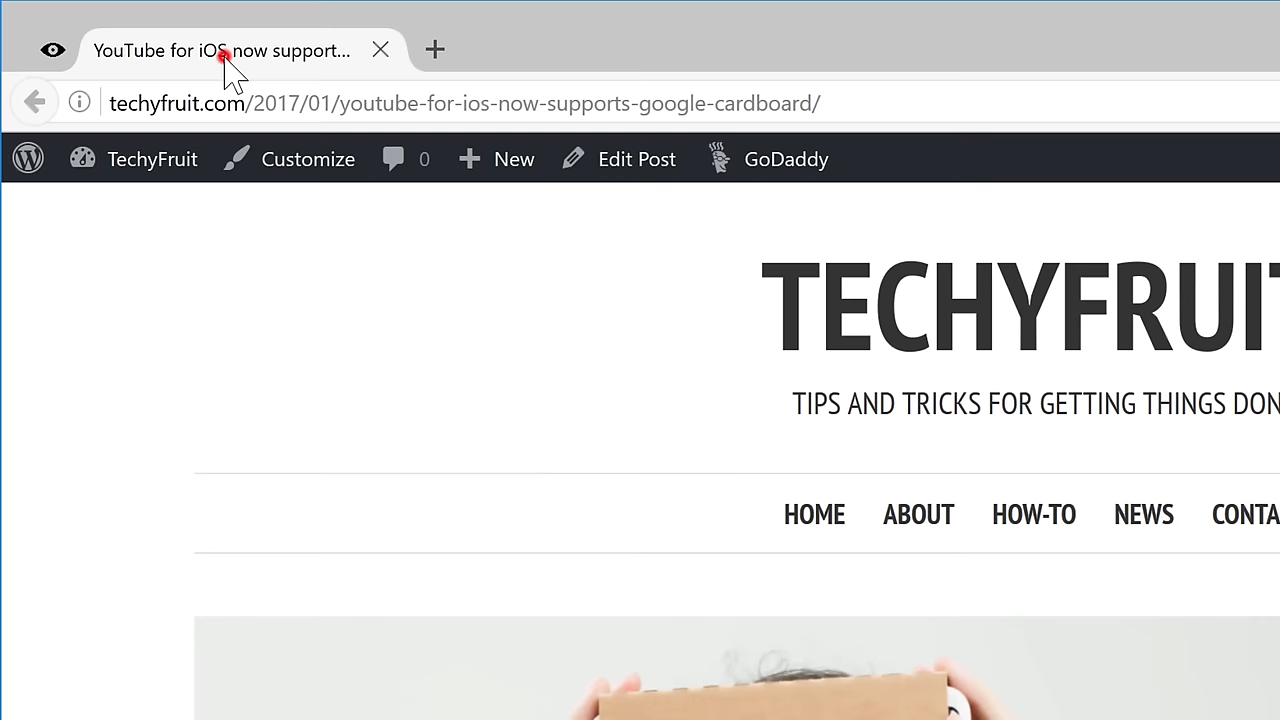 YouTube for iOS now support...
techyfruit.com/2017/01/youtube-for-ios-now-supports-google-cardboard/
TechyFruit Customize 0 New Edit Post GoDaddy
TECHYFRUIT
TIPS AND TRICKS FOR GETTING THINGS DON
HOME ABOUT HOW-TO NEWS CONTA